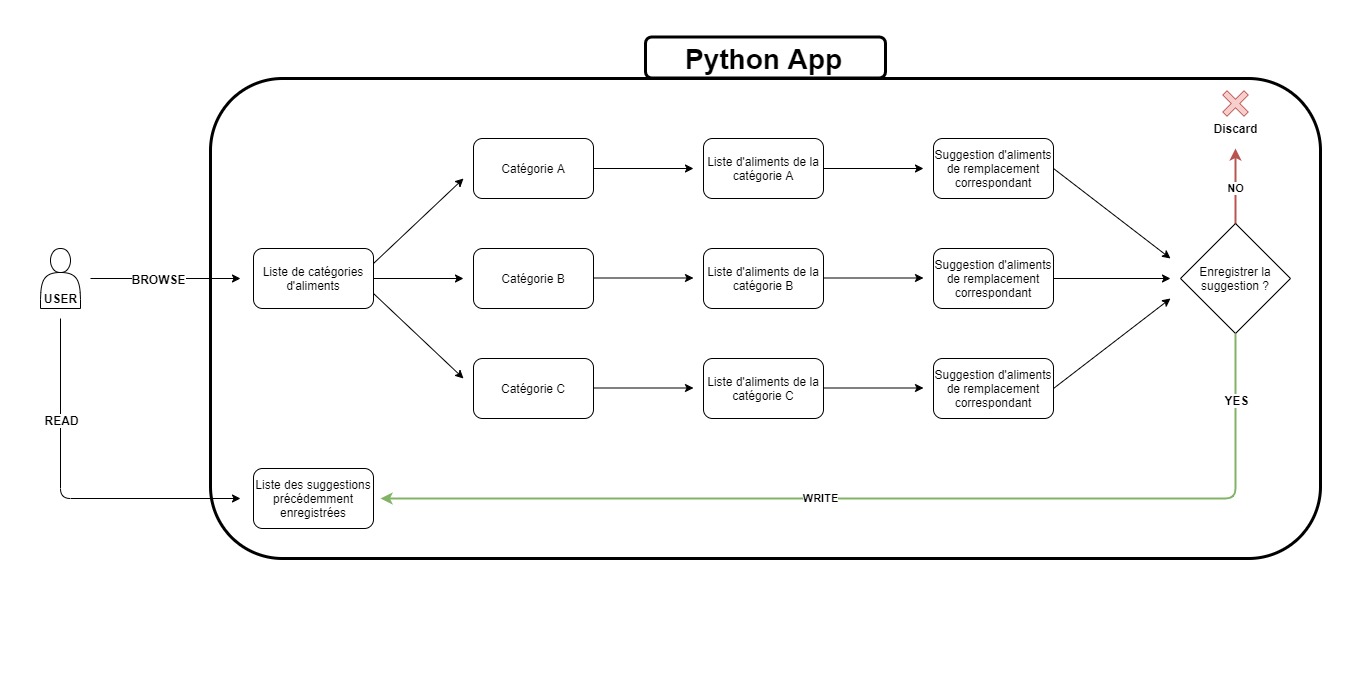 Python App
Discard
Catégorie A
Liste d'aliments de la
catégorie A
Suggestion d'aliments
de remplacement
correspondant
NO
USER
BROWSE
Liste de catégories
d'aliments
Catégorie B
Liste d'aliments de la
catégorie B
Suggestion d'aliments
de remplacement
correspondant
Enregistrer la
suggestion ?
Catégorie C
Liste d'aliments de la
catégorie C
Suggestion d'aliments
de remplacement
correspondant
YES
READ
Liste des suggestions
précédemment
enregistrées
WRITE